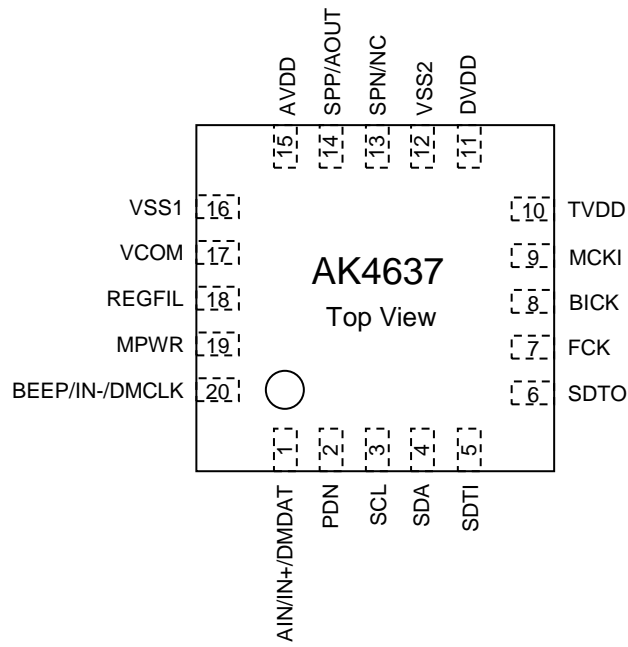 AVDD
SPP/AOUT
SPN/NC
VSS2
DVDD
15
14
13
12
11
VSS1 16
VCOM 17
REGFIL 18
MPWR 19
BEEP/IN-/DMCLK 20
AK4637
Top View
10 TVDD
9 MCKI
8 BICK
7 FCK
6 SDTO
1
2
3
4
5
AIN/IN+/DMDAT
PDN
SCL
SDA
SDTI